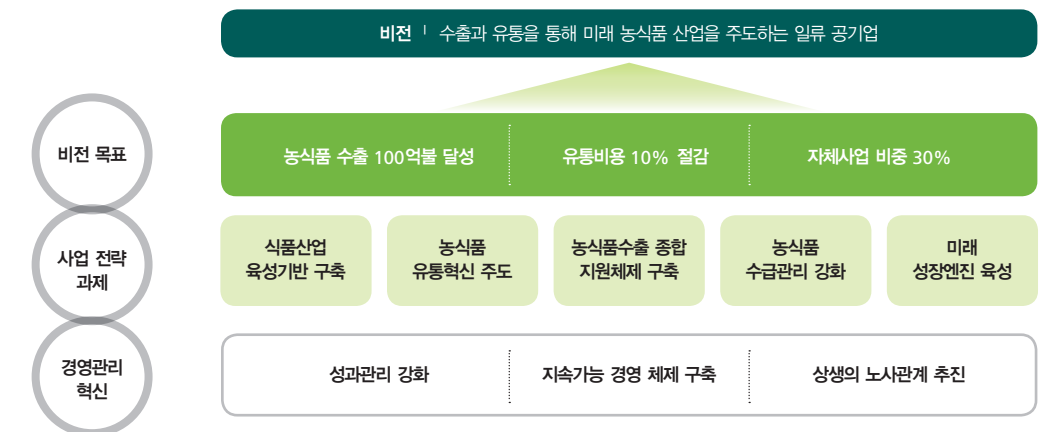 비전 | 수출과 유통을 통해 미래 농식품 산업을 주도하는 일류 공기업
비전 목표
농식품 수출 100억불 달성
유통비용 10% 절감
자체사업 비중 30%
사업 전략
과제
식품산업
육성기반 구축
농식품
유통혁신 주도
농식품수출 종합
지원체제 구축
농식품
수급관리 강화
미래
성장엔진 육성
경영관리
혁신
성과관리 강화
지속가능 경영 체제 구축
상생의 노사관계 추진